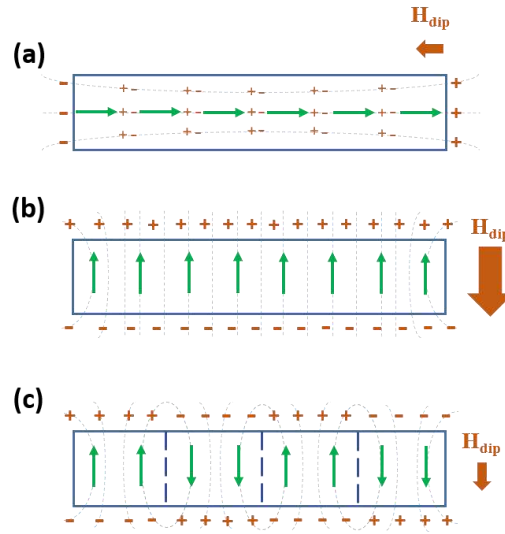 H_dip
(a)
- + - + - + - + - + - +
- + - + - + - + - + - +
- + - + - + - + - + - +
(b)
+ + + + + + + + + + + + + +
H_dip
- - - - - - - - - - - - - -
(c)
+ + + + - - - + + + + - - - -
H_dip
- - - - + + + + - - - + + + +